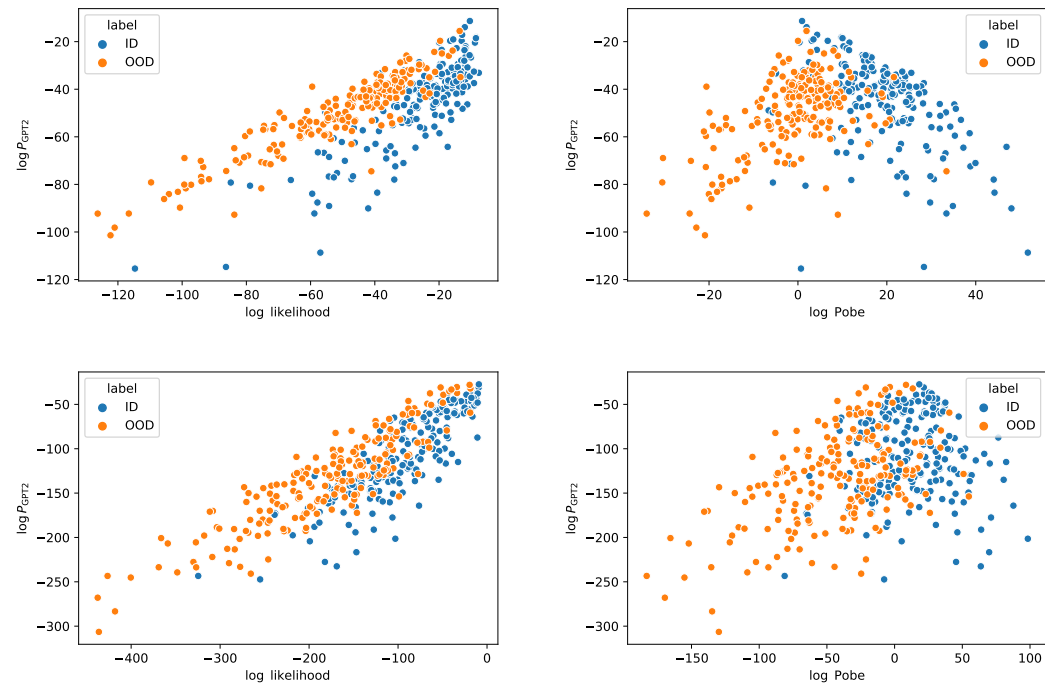 label
ID
OOD
−20
−40
−60
−80
−100
−120
log P_GPT2
−120 −100 −80 −60 −40 −20
log likelihood
label
ID
OOD
−20
−40
−60
−80
−100
−120
log P_GPT2
−20 0 20 40
log Pobe
label
ID
OOD
−50
−100
−150
−200
−250
−300
log P_GPT2
−400 −300 −200 −100 0
log likelihood
label
ID
OOD
−50
−100
−150
−200
−250
−300
log P_GPT2
−150 −100 −50 0 50 100
log Pobe